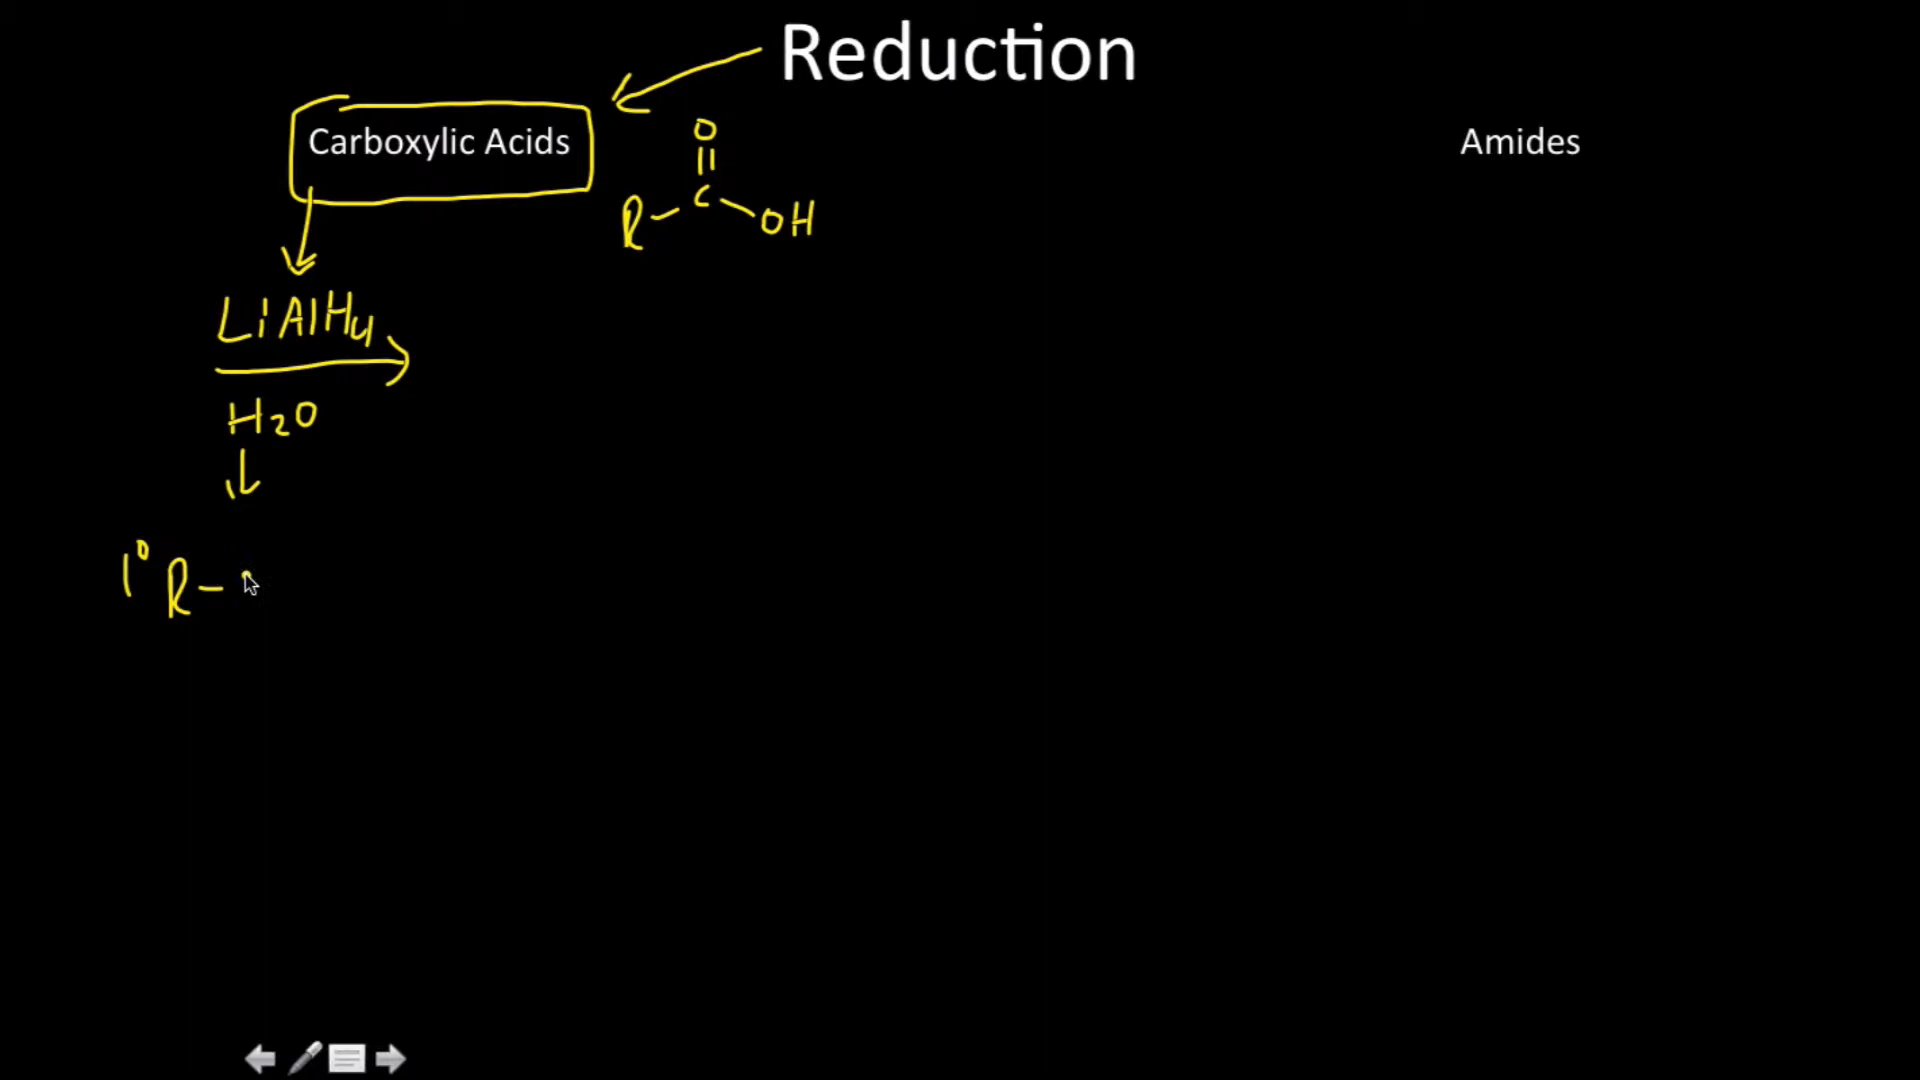 Reduction
Carboxylic Acids
O
||
R-C-OH
Amides
LiAlH4
H2O
1° R-